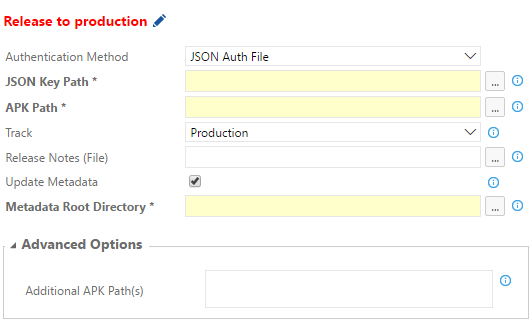 Release to production
Authentication Method JSON Auth File
JSON Key Path * ...
APK Path * ...
Track Production
Release Notes (File) ...
Update Metadata
Metadata Root Directory * ...
Advanced Options
Additional APK Path(s)